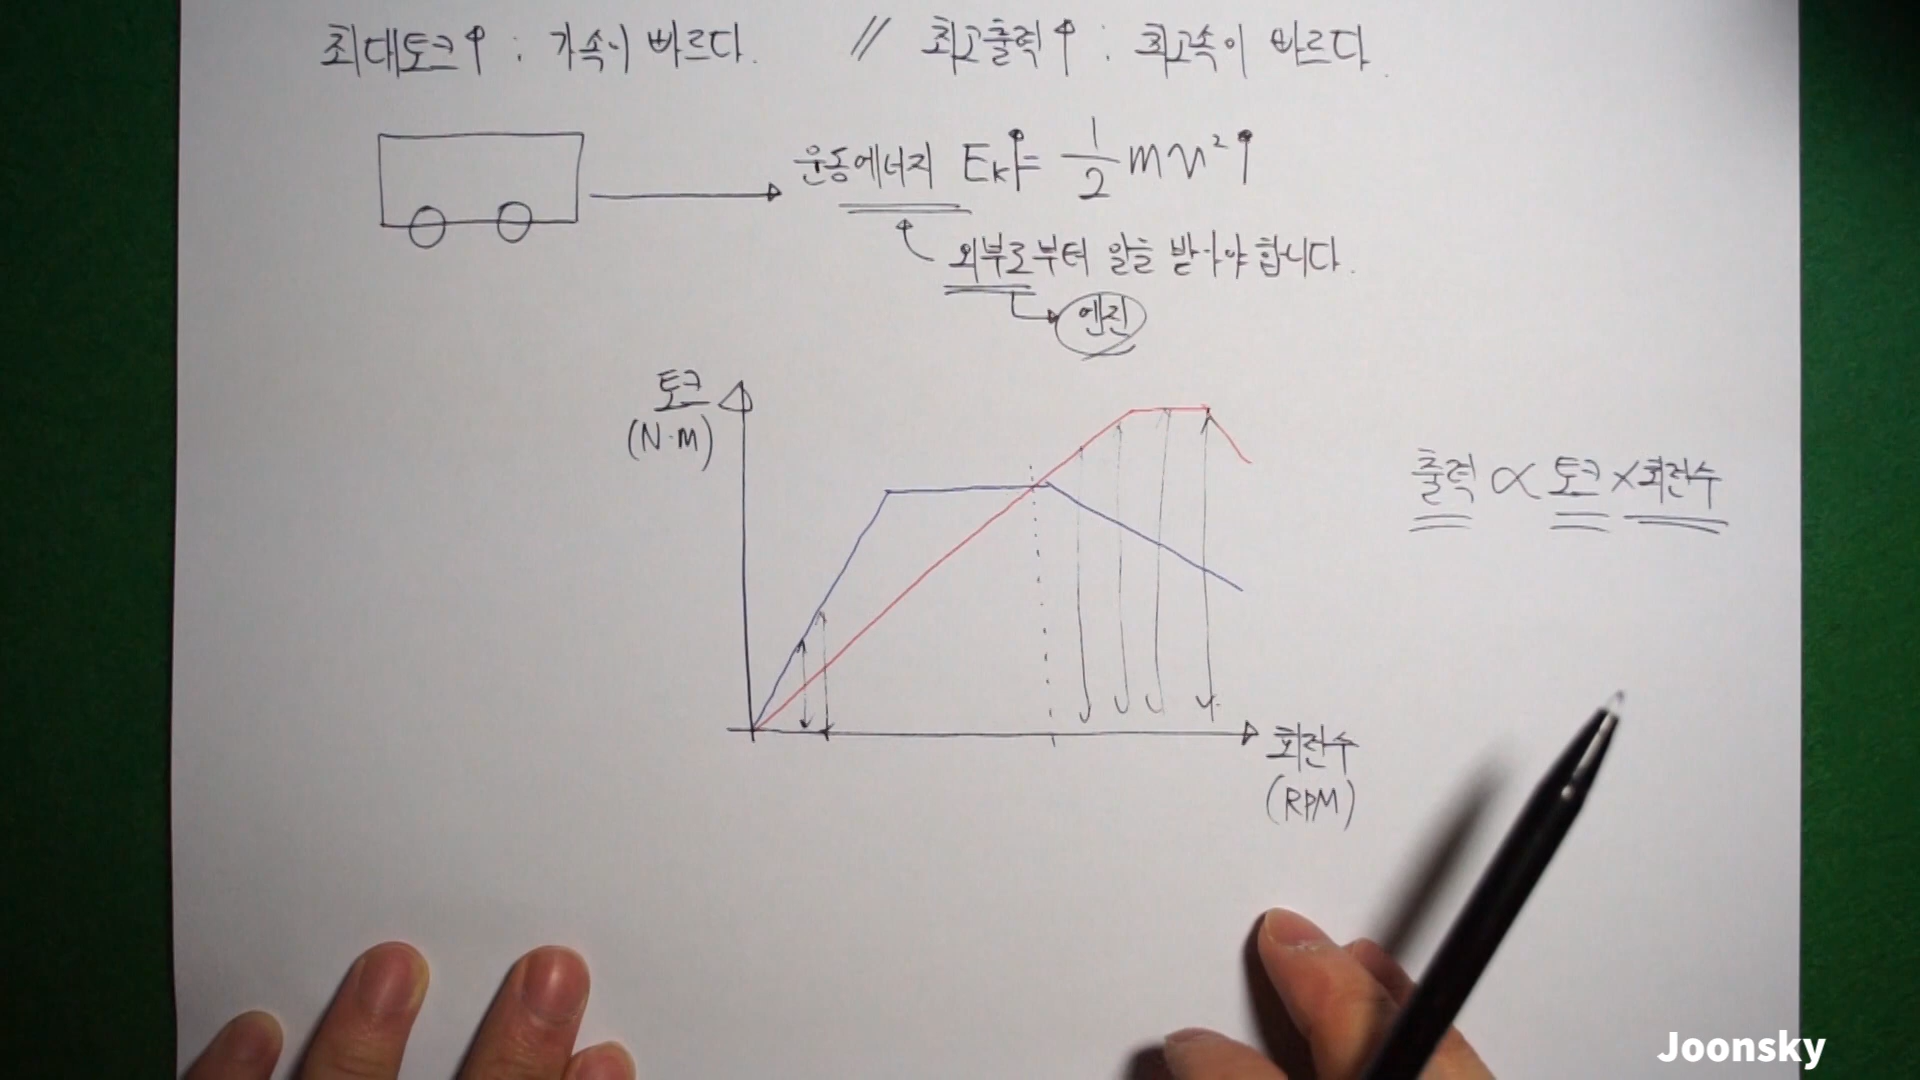 최대토크↑ : 가속이 빠르다. // 최고출력↑ : 최고속이 빠르다.
운동에너지 Ek↑= 1/2 mv²↑
외부로부터 일을 받아야 합니다.
엔진
토크
(N·m)
출력 ∝ 토크×회전수
회전수
(RPM)
Joonsky